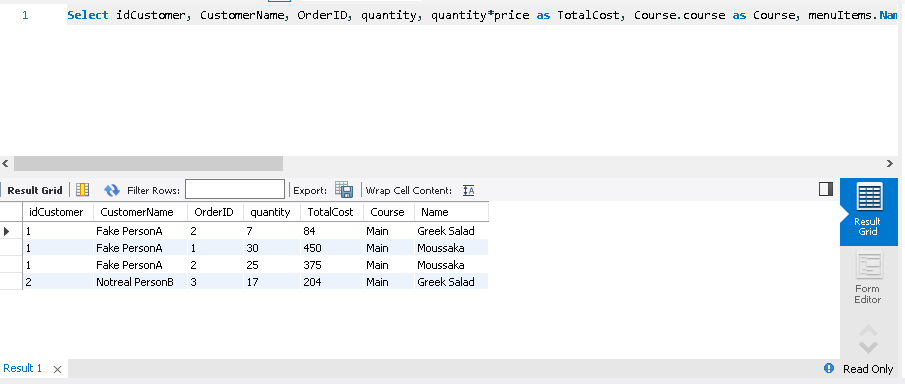 1 Select idCustomer, CustomerName, OrderID, quantity, quantity*price as TotalCost, Course.course as Course, menuItems.Nam
Result Grid Filter Rows: Export: Wrap Cell Content: IA
idCustomer CustomerName OrderID quantity TotalCost Course Name
1 Fake PersonA 2 7 84 Main Greek Salad
1 Fake PersonA 1 30 450 Main Moussaka
1 Fake PersonA 2 25 375 Main Moussaka
2 Notreal PersonB 3 17 204 Main Greek Salad
Result
Grid
Form
Editor
Result 1 Read Only